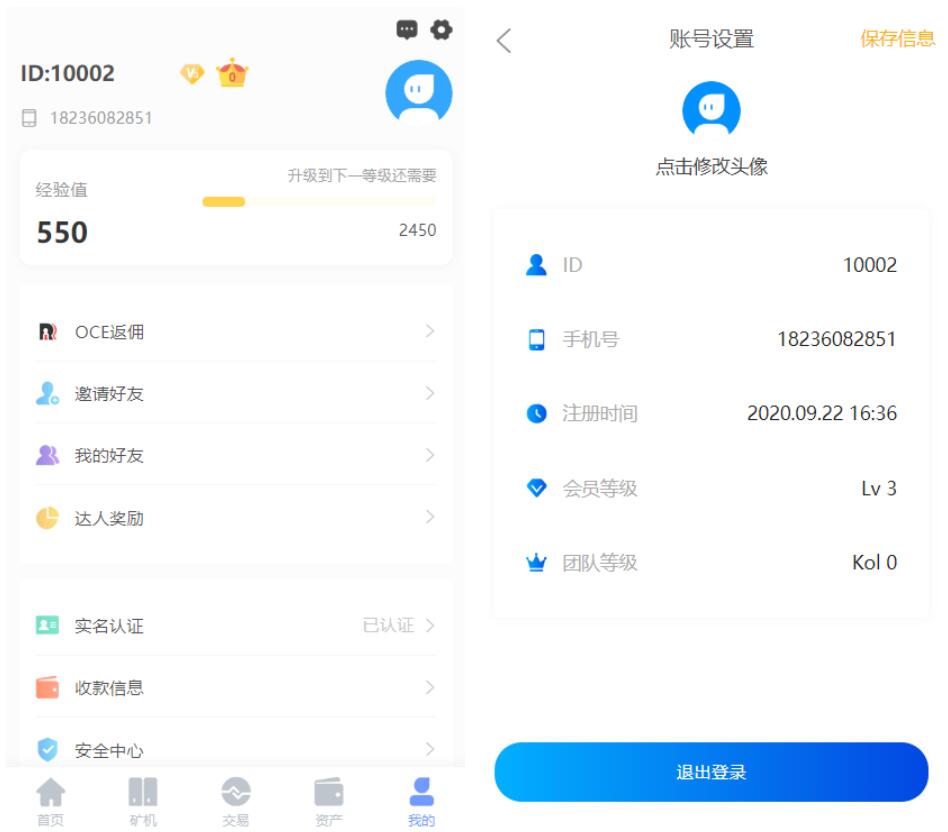 ID:10002
0
18236082851
经验值
升级到下一等级还需要
550
2450
OCE返佣
邀请好友
我的好友
达人奖励
实名认证
已认证
收款信息
安全中心
首页
矿机
交易
资产
我的
账号设置
保存信息
点击修改头像
ID
10002
手机号
18236082851
注册时间
2020.09.22 16:36
会员等级
Lv 3
团队等级
Kol 0
退出登录